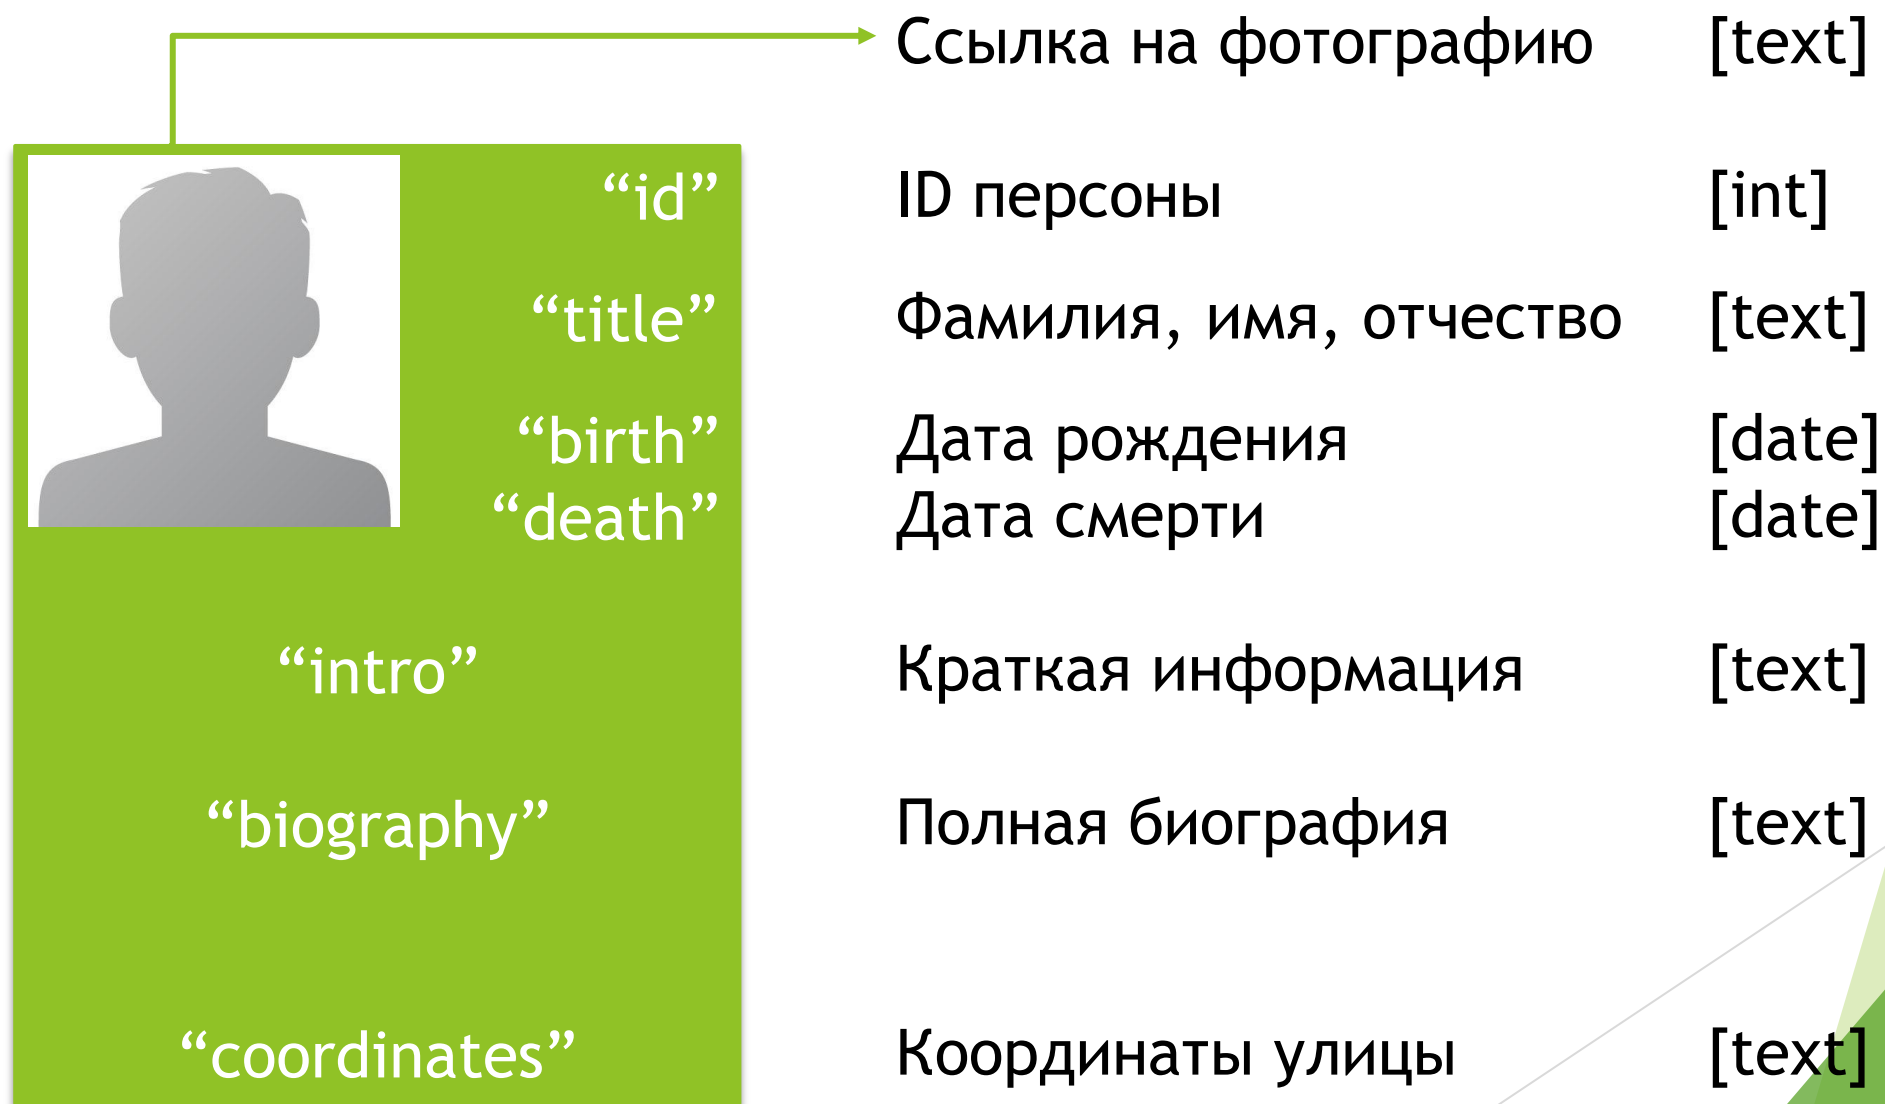 Ссылка на фотографию [text]
“id” ID персоны [int]
“title” Фамилия, имя, отчество [text]
“birth” Дата рождения [date]
“death” Дата смерти [date]
“intro” Краткая информация [text]
“biography” Полная биография [text]
“coordinates” Координаты улицы [text]